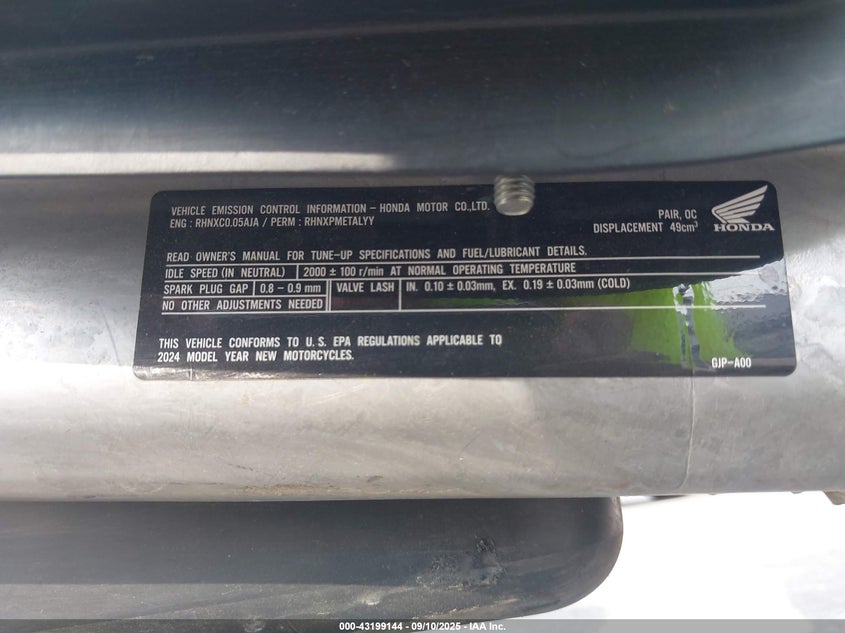 VEHICLE EMISSION CONTROL INFORMATION – HONDA MOTOR CO.,LTD.
ENG : RHNXC0.05AJA / PERM : RHNXPMETALYY
PAIR, OC
DISPLACEMENT 49cm³
HONDA
READ OWNER'S MANUAL FOR TUNE-UP SPECIFICATIONS AND FUEL/LUBRICANT DETAILS.
IDLE SPEED (IN NEUTRAL) 2000 ± 100 r/min AT NORMAL OPERATING TEMPERATURE
SPARK PLUG GAP 0.8 – 0.9 mm VALVE LASH IN. 0.10 ± 0.03mm, EX. 0.19 ± 0.03mm (COLD)
NO OTHER ADJUSTMENTS NEEDED
THIS VEHICLE CONFORMS TO U.S. EPA REGULATIONS APPLICABLE TO
2024 MODEL YEAR NEW MOTORCYCLES.
GJP-A00
000-43199144 - 09/10/2025 - IAA Inc.